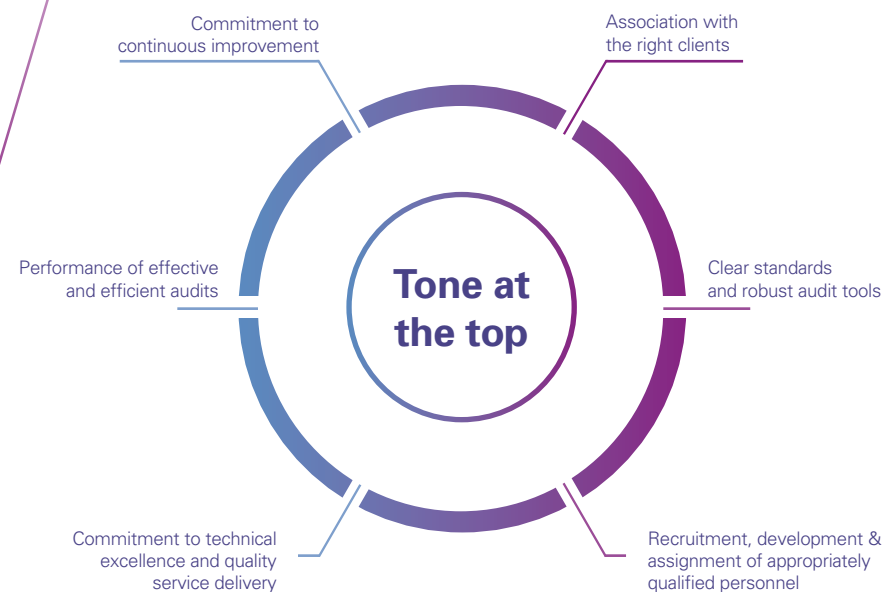 Commitment to
continuous improvement
Association with
the right clients
Performance of effective
and efficient audits
Tone at
the top
Clear standards
and robust audit tools
Commitment to technical
excellence and quality
service delivery
Recruitment, development &
assignment of appropriately
qualified personnel